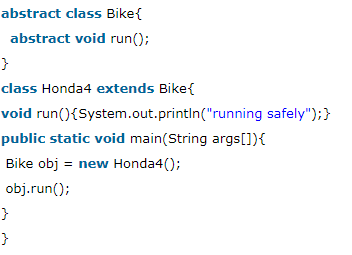 abstract class Bike{
  abstract void run();
}
class Honda4 extends Bike{
void run(){System.out.println("running safely");}
public static void main(String args[]){
 Bike obj = new Honda4();
 obj.run();
}
}